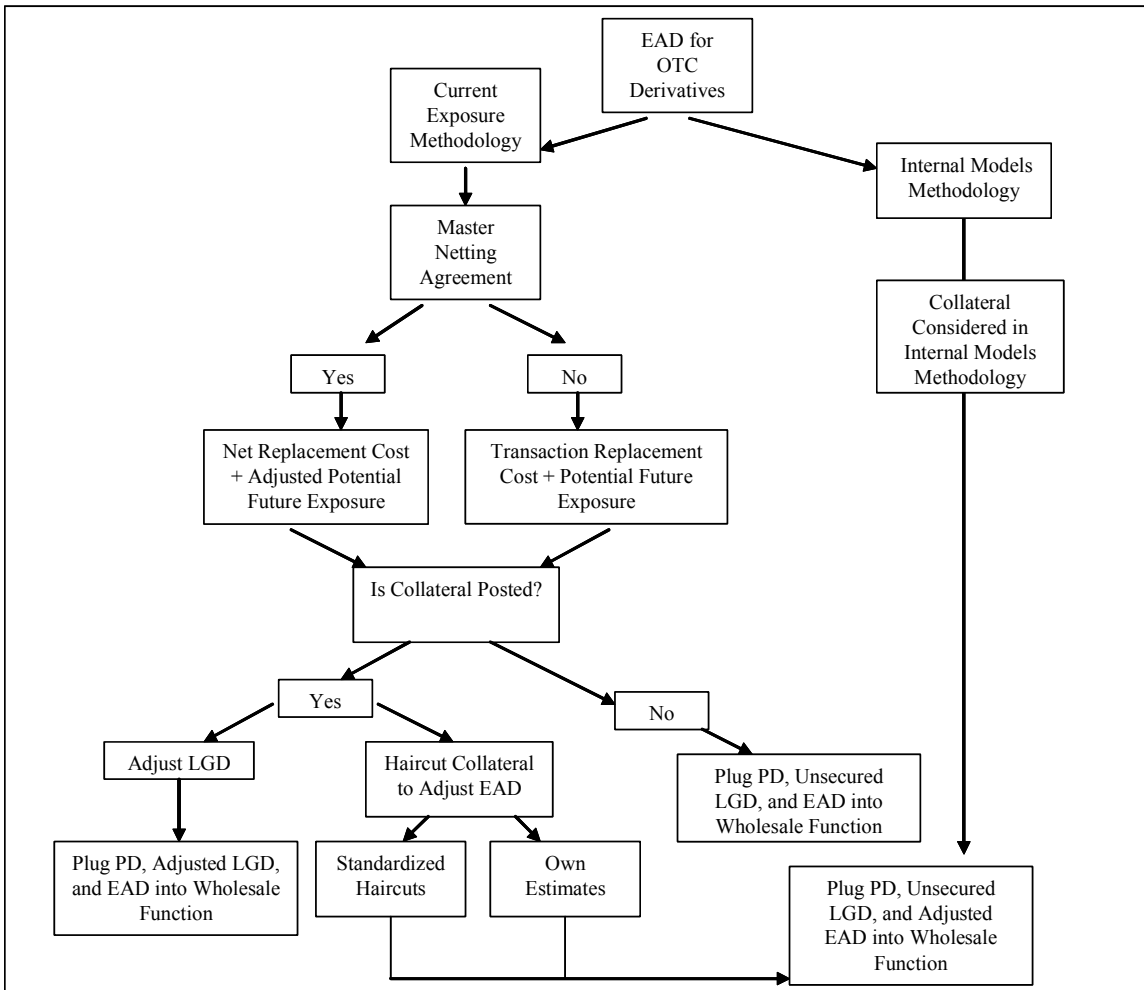 EAD for
OTC
Derivatives
Current
Exposure
Methodology
Internal Models
Methodology
Master
Netting
Agreement
Collateral
Considered in
Internal Models
Methodology
Yes
No
Net Replacement Cost
+ Adjusted Potential
Future Exposure
Transaction Replacement
Cost + Potential Future
Exposure
Is Collateral Posted?
Yes
No
Adjust LGD
Haircut Collateral
to Adjust EAD
Plug PD, Unsecured
LGD, and EAD into
Wholesale Function
Plug PD, Adjusted LGD,
and EAD into Wholesale
Function
Standardized
Haircuts
Own
Estimates
Plug PD, Unsecured
LGD, and Adjusted
EAD into Wholesale
Function